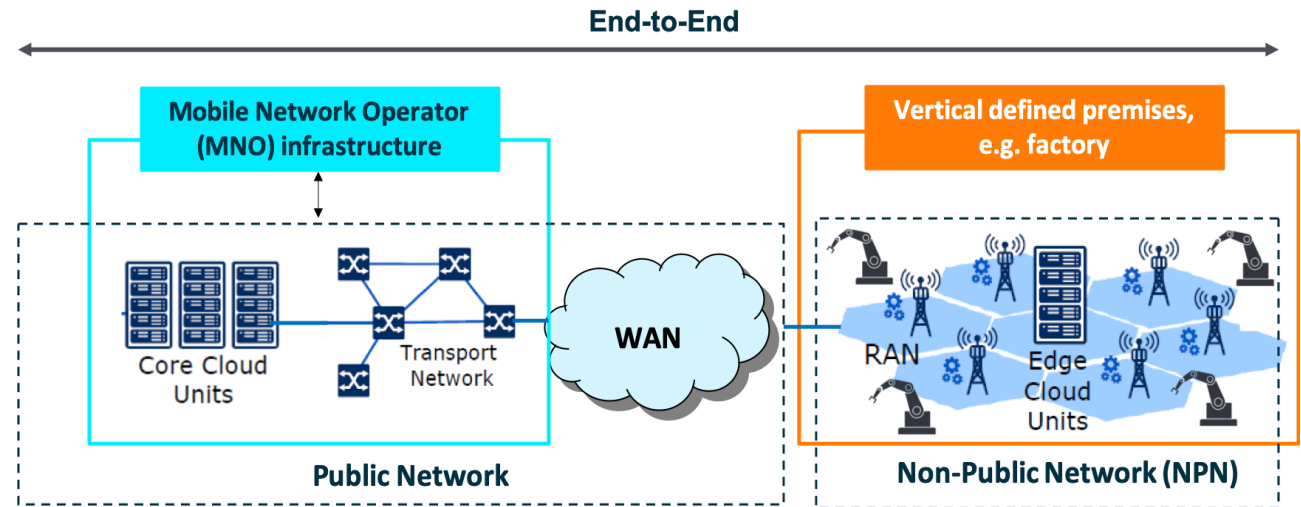 End-to-End
Mobile Network Operator
(MNO) infrastructure
Vertical defined premises,
e.g. factory
Core Cloud
Units
Transport
Network
WAN
RAN
Edge
Cloud
Units
Public Network
Non-Public Network (NPN)